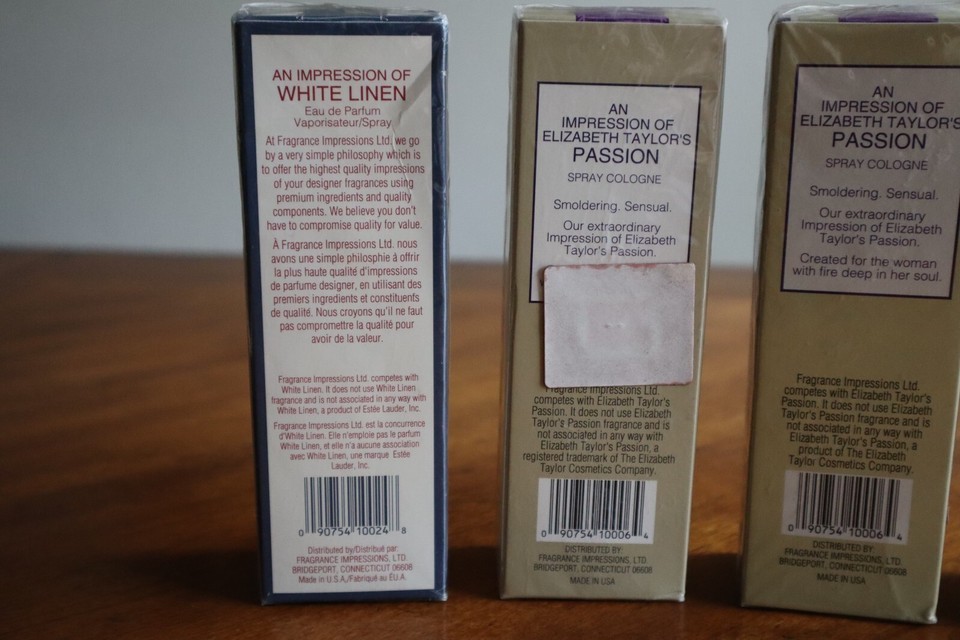 AN IMPRESSION OF
WHITE LINEN
Eau de Parfum
Vaporisateur/Spray
At Fragrance Impressions Ltd. we go
by a very simple philosophy which is
to offer the highest quality impressions
of your designer fragrances using
premium ingredients and quality
components. We believe you don't
have to compromise quality for value.
À Fragrance Impressions Ltd. nous
avons une simple philosphie à offrir
la plus haute qualité d'impressions
de parfume designer, en utilisant des
premiers ingredients et constituents
de qualité. Nous croyons qu'il ne faut
pas compromettre la qualité pour
avoir de la valeur.
Fragrance Impressions Ltd. competes with
White Linen. It does not use White Linen
fragrance and is not associated in any way with
White Linen, a product of Estée Lauder, Inc.
Fragrance Impressions Ltd. est la concurrence
d'White Linen. Elle n'emploie pas le parfum
White Linen, et elle n'a aucune association
avec White Linen, une marque Estée
Lauder, Inc.
0 90754 10024 8
Distributed by/Distribué par:
FRAGRANCE IMPRESSIONS, LTD.
BRIDGEPORT, CONNECTICUT 06608
Made in U.S.A./Fabriqué au ÉU.A.
AN
IMPRESSION OF
ELIZABETH TAYLOR'S
PASSION
SPRAY COLOGNE
Smoldering. Sensual.
Our extraordinary
Impression of Elizabeth
Taylor's Passion.
Fragrance Impressions Ltd.
competes with Elizabeth Taylor's
Passion. It does not use Elizabeth
Taylor's Passion fragrance and is
not associated in any way with
Elizabeth Taylor's Passion, a
registered trademark of The Elizabeth
Taylor Cosmetics Company.
0 90754 10006 4
DISTRIBUTED BY:
FRAGRANCE IMPRESSIONS, LTD.
BRIDGEPORT, CONNECTICUT 06608
MADE IN USA
AN
IMPRESSION OF
ELIZABETH TAYLOR'S
PASSION
SPRAY COLOGNE
Smoldering. Sensual.
Our extraordinary
Impression of Elizabeth
Taylor's Passion.
Created for the woman
with fire deep in her soul.
Fragrance Impressions Ltd.
competes with Elizabeth Taylor's
Passion. It does not use Elizabeth
Taylor's Passion fragrance and is
not associated in any way with
Elizabeth Taylor's Passion, a
product of The Elizabeth
Taylor Cosmetics Company.
0 90754 10006 4
DISTRIBUTED BY:
FRAGRANCE IMPRESSIONS, LTD.
BRIDGEPORT, CONNECTICUT 06608
MADE IN USA